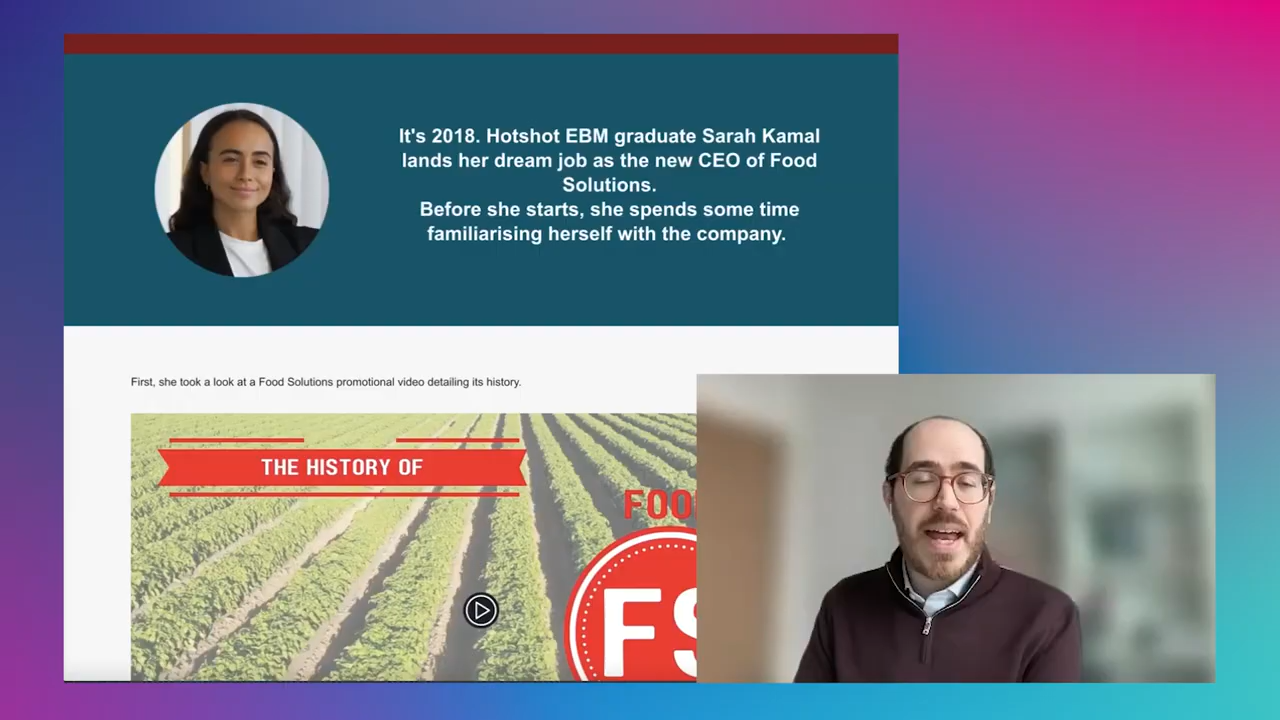 It's 2018. Hotshot EBM graduate Sarah Kamal
lands her dream job as the new CEO of Food
Solutions.
Before she starts, she spends some time
familiarising herself with the company.
First, she took a look at a Food Solutions promotional video detailing its history.
THE HISTORY OF
FOO
FS